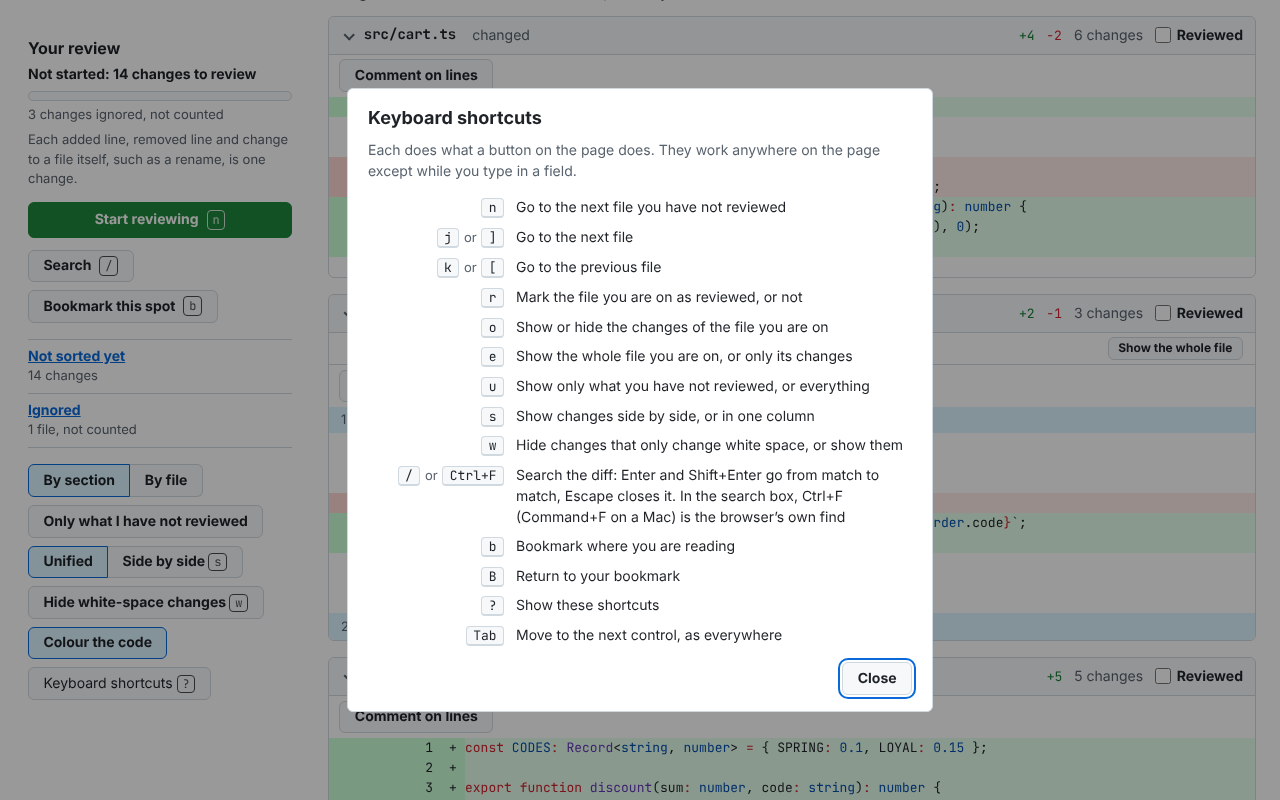 Your review
Not started: 14 changes to review
3 changes ignored, not counted
Each added line, removed line and change
to a file itself, such as a rename, is one
change.
Start reviewing n
Search /
Bookmark this spot b
Not sorted yet
14 changes
Ignored
1 file, not counted
By section By file
Only what I have not reviewed
Unified Side by side s
Hide white-space changes w
Colour the code
Keyboard shortcuts ?
src/cart.ts changed +4 -2 6 changes Reviewed
Comment on lines
;
g): number {
), 0);
+2 -1 3 changes Reviewed
Show the whole file
1
rder.code}`;
2
+5 5 changes Reviewed
Comment on lines
1 + const CODES: Record<string, number> = { SPRING: 0.1, LOYAL: 0.15 };
2 +
3 + export function discount(sum: number, code: string): number {
Keyboard shortcuts
Each does what a button on the page does. They work anywhere on the page
except while you type in a field.
n Go to the next file you have not reviewed
j or ] Go to the next file
k or [ Go to the previous file
r Mark the file you are on as reviewed, or not
o Show or hide the changes of the file you are on
e Show the whole file you are on, or only its changes
u Show only what you have not reviewed, or everything
s Show changes side by side, or in one column
w Hide changes that only change white space, or show them
/ or Ctrl+F Search the diff: Enter and Shift+Enter go from match to
match, Escape closes it. In the search box, Ctrl+F
(Command+F on a Mac) is the browser’s own find
b Bookmark where you are reading
B Return to your bookmark
? Show these shortcuts
Tab Move to the next control, as everywhere
Close